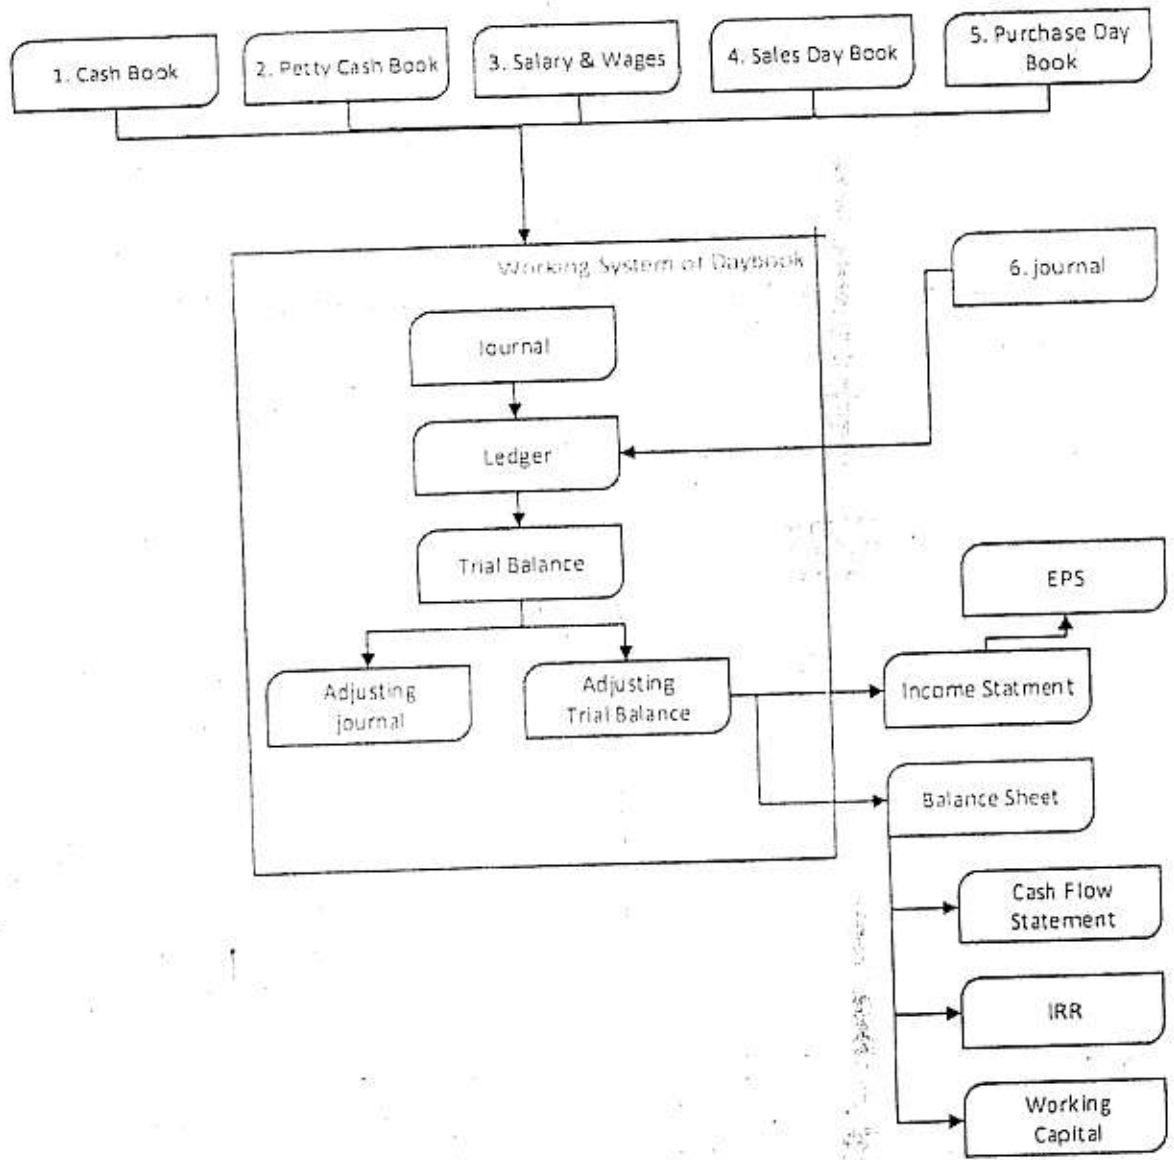 1. Cash Book
2. Petty Cash Book
3. Salary & Wages
4. Sales Day Book
5. Purchase Day
Book
Working System of Daybook
6. journal
Journal
Ledger
Trial Balance
EPS
Adjusting
journal
Adjusting
Trial Balance
Income Statment
Balance Sheet
Cash Flow
Statement
IRR
Working
Capital